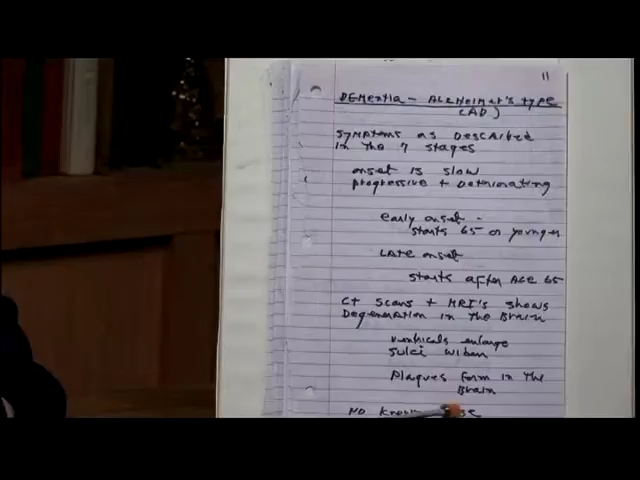 11
DEMentia - ALZHEIMER'S type
(AD)
SYMPTOMS as DESCRIBED
in the 7 stages
onset is slow
progressive + Deteriorating
early onset -
starts 65 or younger
LATE onset
starts after AGE 65
CT Scans + MRI's shows
Degeneration in the Brain
ventricals enlarge
Sulci widen
Plaques form in the
Brain
NO